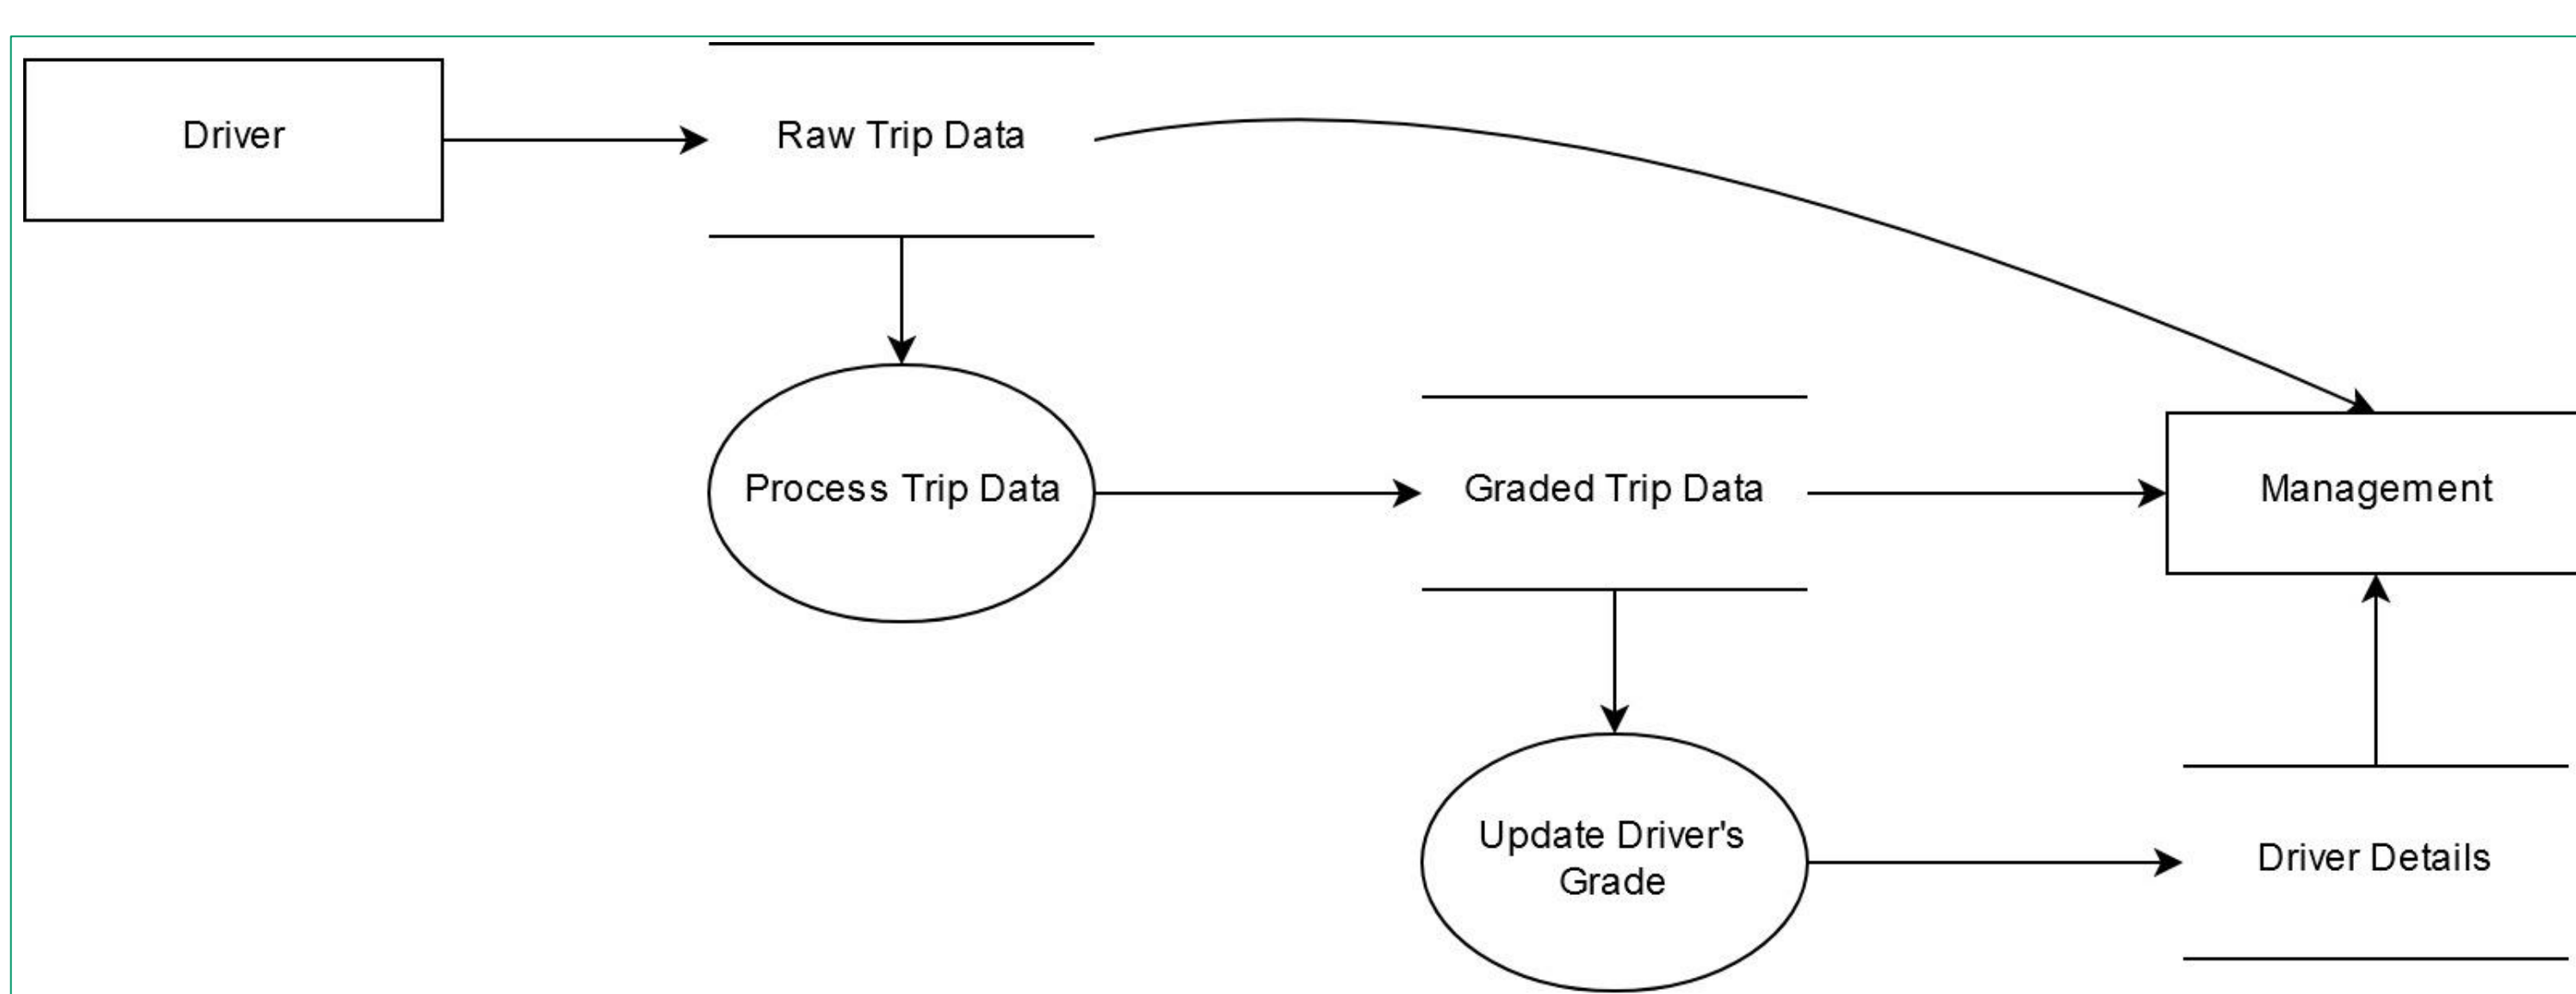 Driver
Raw Trip Data
Process Trip Data
Graded Trip Data
Management
Update Driver's
Grade
Driver Details